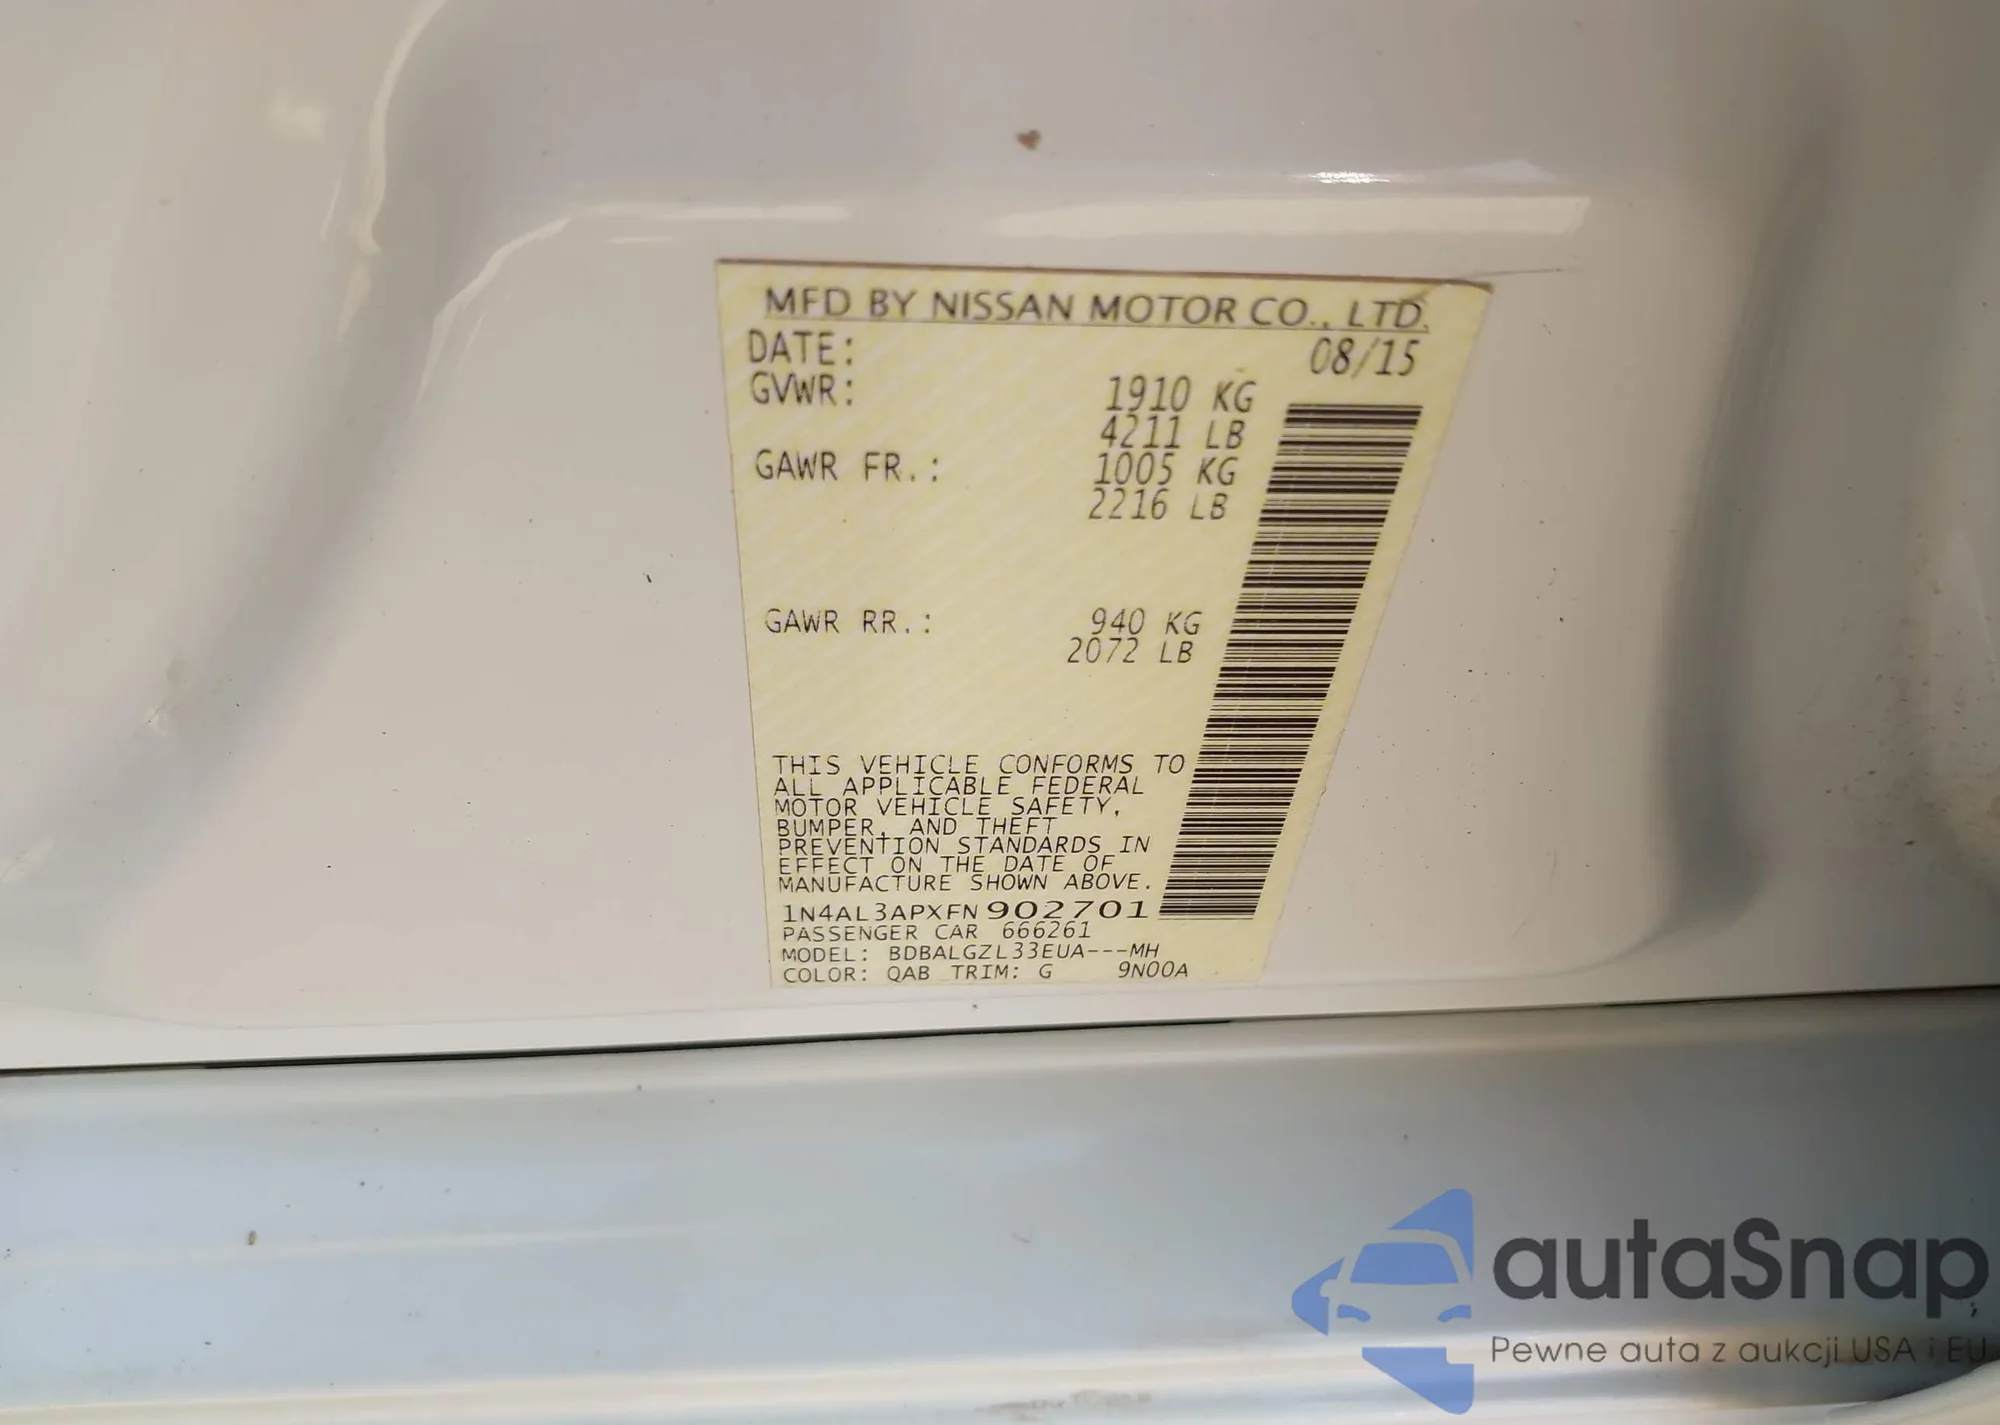 MFD BY NISSAN MOTOR CO., LTD.
DATE: 08/15
GVWR: 1910 KG
4211 LB
GAWR FR.: 1005 KG
2216 LB
GAWR RR.: 940 KG
2072 LB
THIS VEHICLE CONFORMS TO
ALL APPLICABLE FEDERAL
MOTOR VEHICLE SAFETY,
BUMPER, AND THEFT
PREVENTION STANDARDS IN
EFFECT ON THE DATE OF
MANUFACTURE SHOWN ABOVE.
1N4AL3APXFN902701
PASSENGER CAR 666261
MODEL: BDBALGZL33EUA---MH
COLOR: QAB TRIM: G 9N00A
autaSnap
Pewne auta z aukcji USA i EU